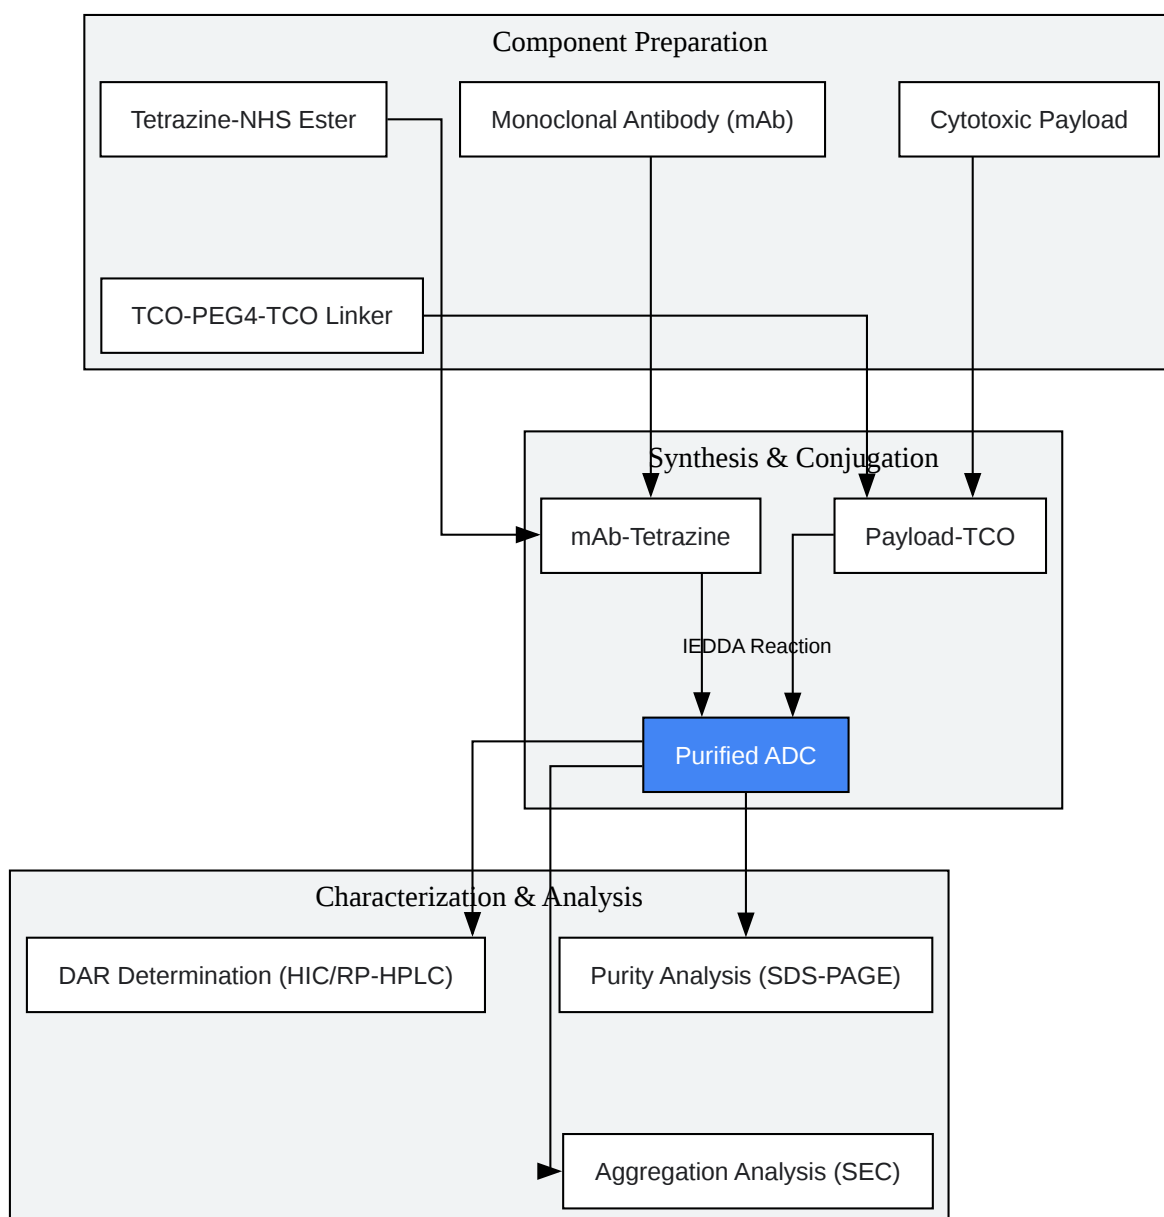 Component Preparation
Tetrazine-NHS Ester
Monoclonal Antibody (mAb)
Cytotoxic Payload
TCO-PEG4-TCO Linker
Synthesis & Conjugation
mAb-Tetrazine
Payload-TCO
IEDDA Reaction
Purified ADC
Characterization & Analysis
DAR Determination (HIC/RP-HPLC)
Purity Analysis (SDS-PAGE)
Aggregation Analysis (SEC)